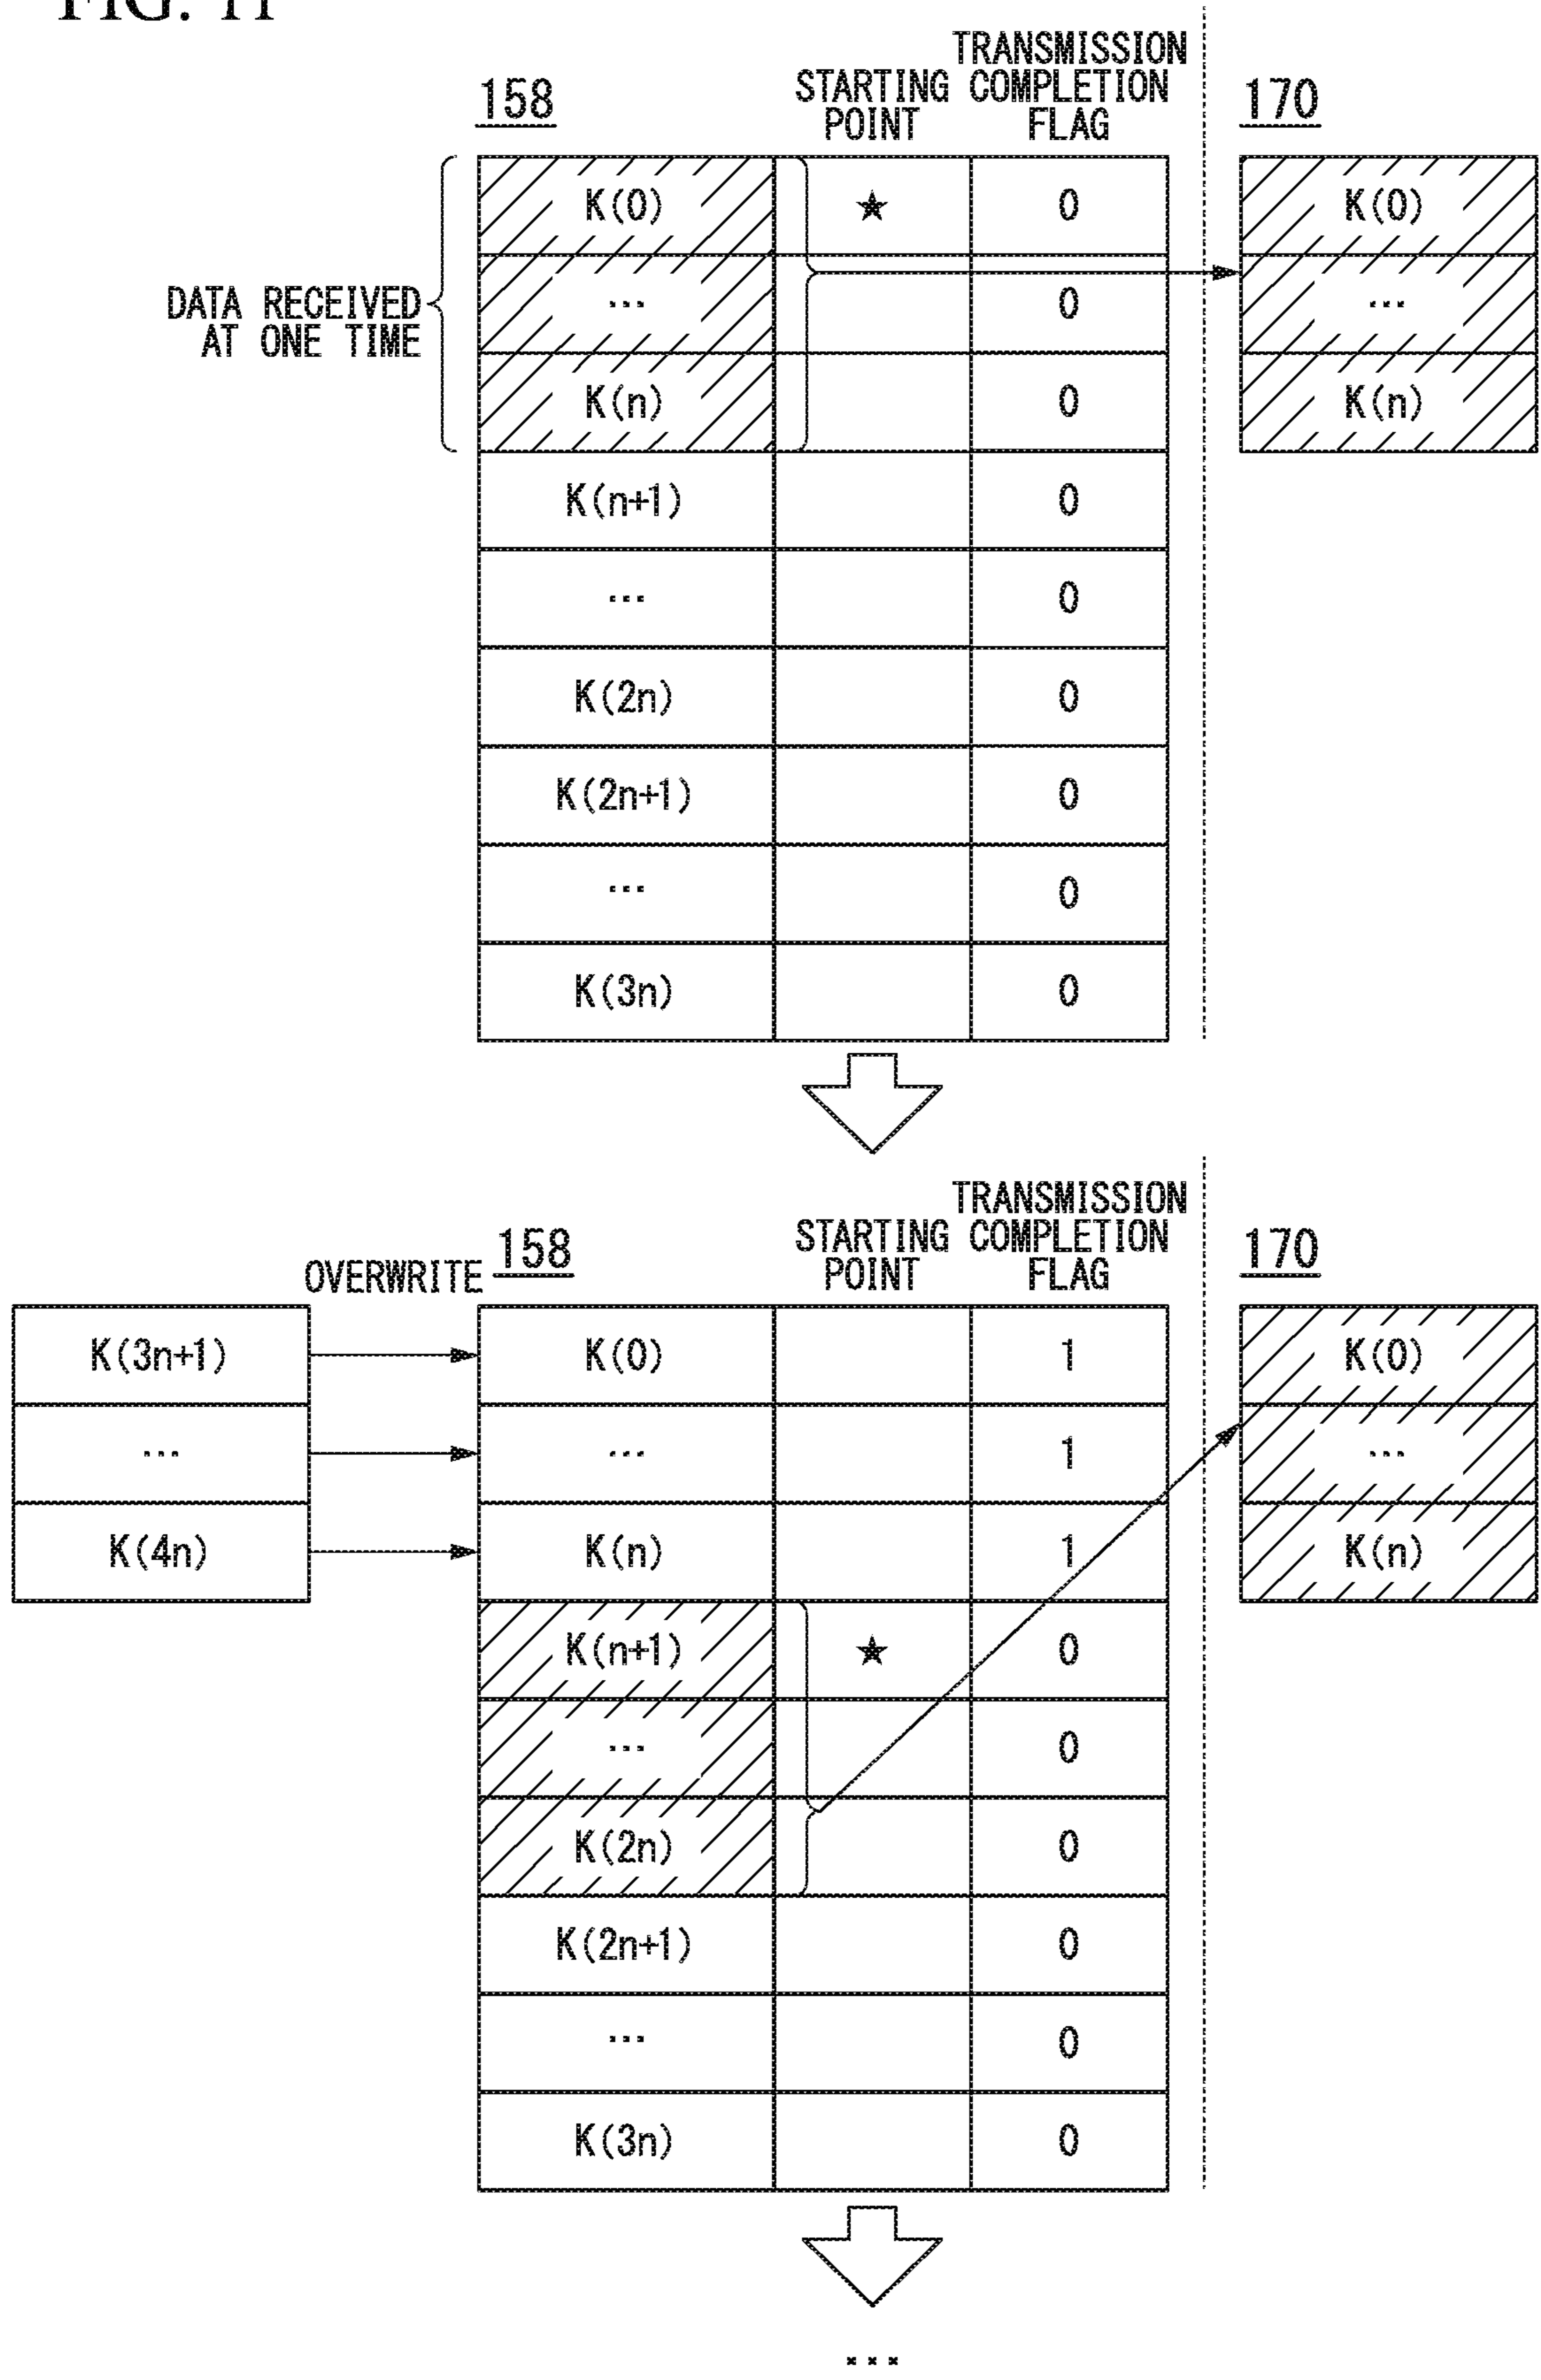 FIG. 11
TRANSMISSION
STARTING COMPLETION
158 POINT FLAG 170
K(0) ★ 0 K(0)
DATA RECEIVED … 0 …
AT ONE TIME
K(n) 0 K(n)
K(n+1) 0
… 0
K(2n) 0
K(2n+1) 0
… 0
K(3n) 0
TRANSMISSION
STARTING COMPLETION
OVERWRITE 158 POINT FLAG 170
K(3n+1) K(0) 1 K(0)
… … 1 …
K(4n) K(n) 1 K(n)
K(n+1) ★ 0
… 0
K(2n) 0
K(2n+1) 0
… 0
K(3n) 0
…